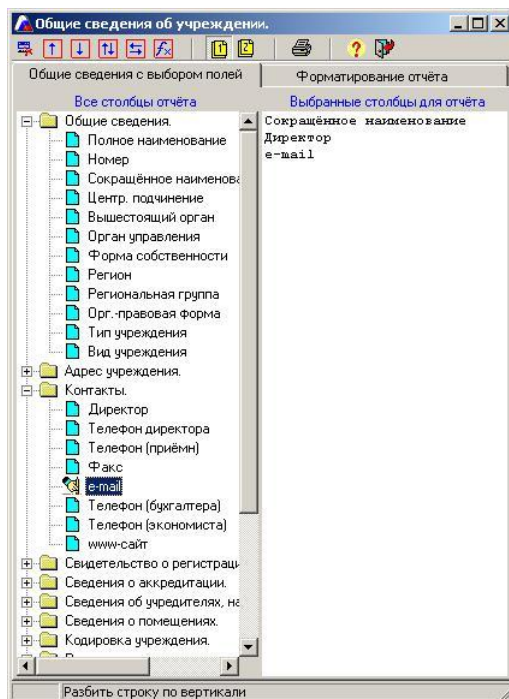 Общие сведения об учреждении.
Общие сведения с выбором полей
Форматирование отчёта
Все столбцы отчёта
Выбранные столбцы для отчёта
Общие сведения.
Полное наименование
Номер
Сокращённое наименова
Центр. подчинение
Вышестоящий орган
Орган управления
Форма собственности
Регион
Региональная группа
Орг.-правовая форма
Тип учреждения
Вид учреждения
Адрес учреждения.
Контакты.
Директор
Телефон директора
Телефон (приёмн)
Факс
e-mail
Телефон (бухгалтера)
Телефон (экономиста)
www-сайт
Свидетельство о регистраци
Сведения о аккредитации.
Сведения об учредителях, на
Сведения о помещениях.
Кодировка учреждения.
Сокращённое наименование
Директор
e-mail
Разбить строку по вертикали